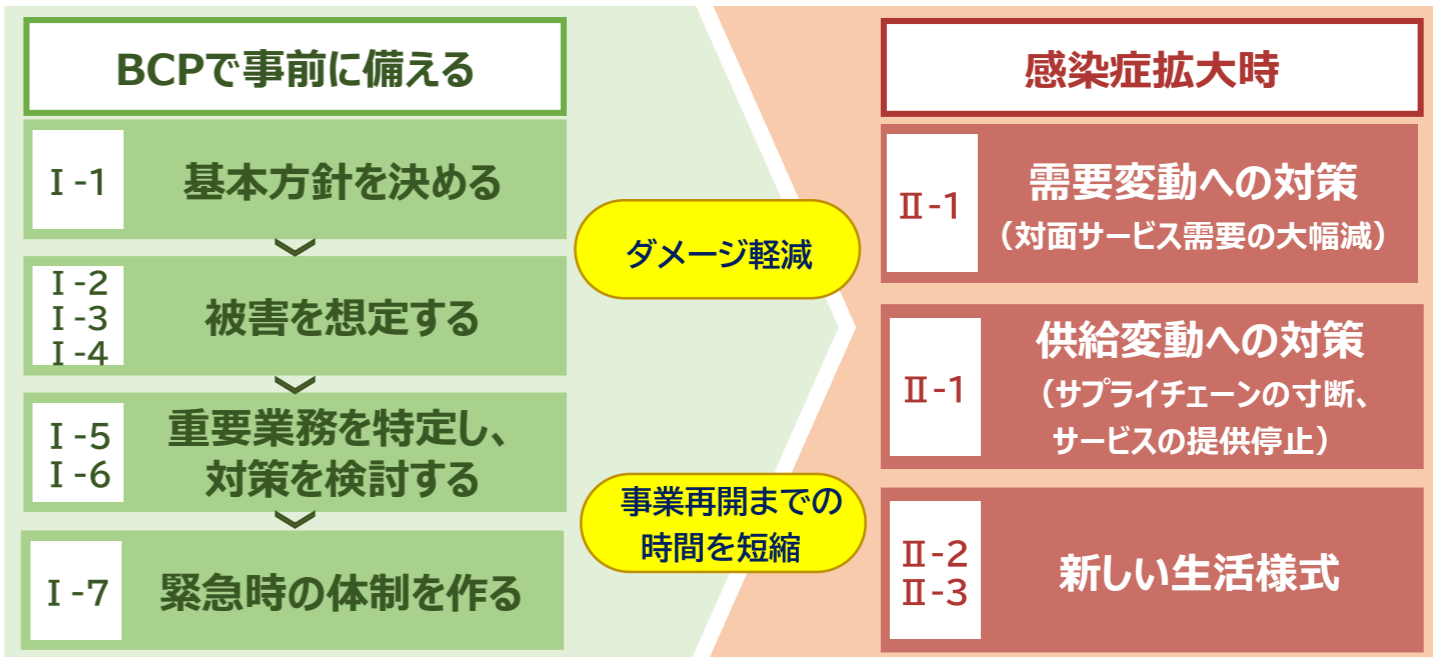 BCPで事前に備える
Ⅰ-1
基本方針を決める
Ⅰ-2
Ⅰ-3
Ⅰ-4
被害を想定する
Ⅰ-5
Ⅰ-6
重要業務を特定し、
対策を検討する
Ⅰ-7
緊急時の体制を作る
ダメージ軽減
事業再開までの
時間を短縮
感染症拡大時
Ⅱ-1
需要変動への対策
（対面サービス需要の大幅減）
Ⅱ-1
供給変動への対策
（サプライチェーンの寸断、
サービスの提供停止）
Ⅱ-2
Ⅱ-3
新しい生活様式